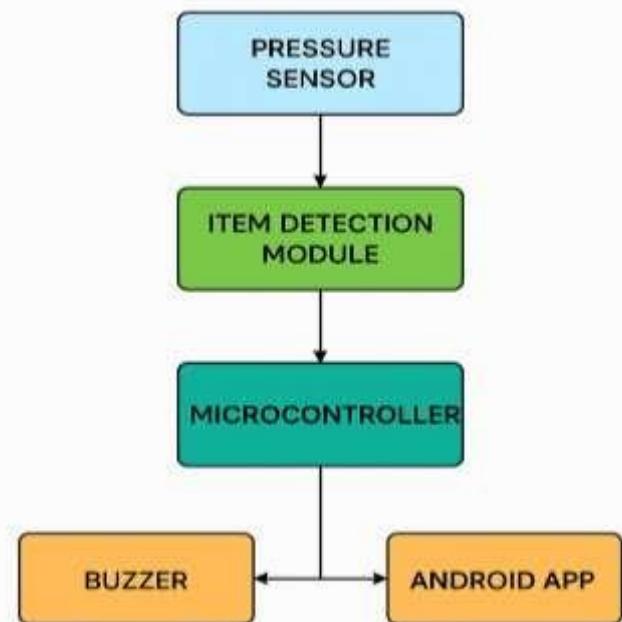 PRESSURE
SENSOR
ITEM DETECTION
MODULE
MICROCONTROLLER
BUZZER
ANDROID APP